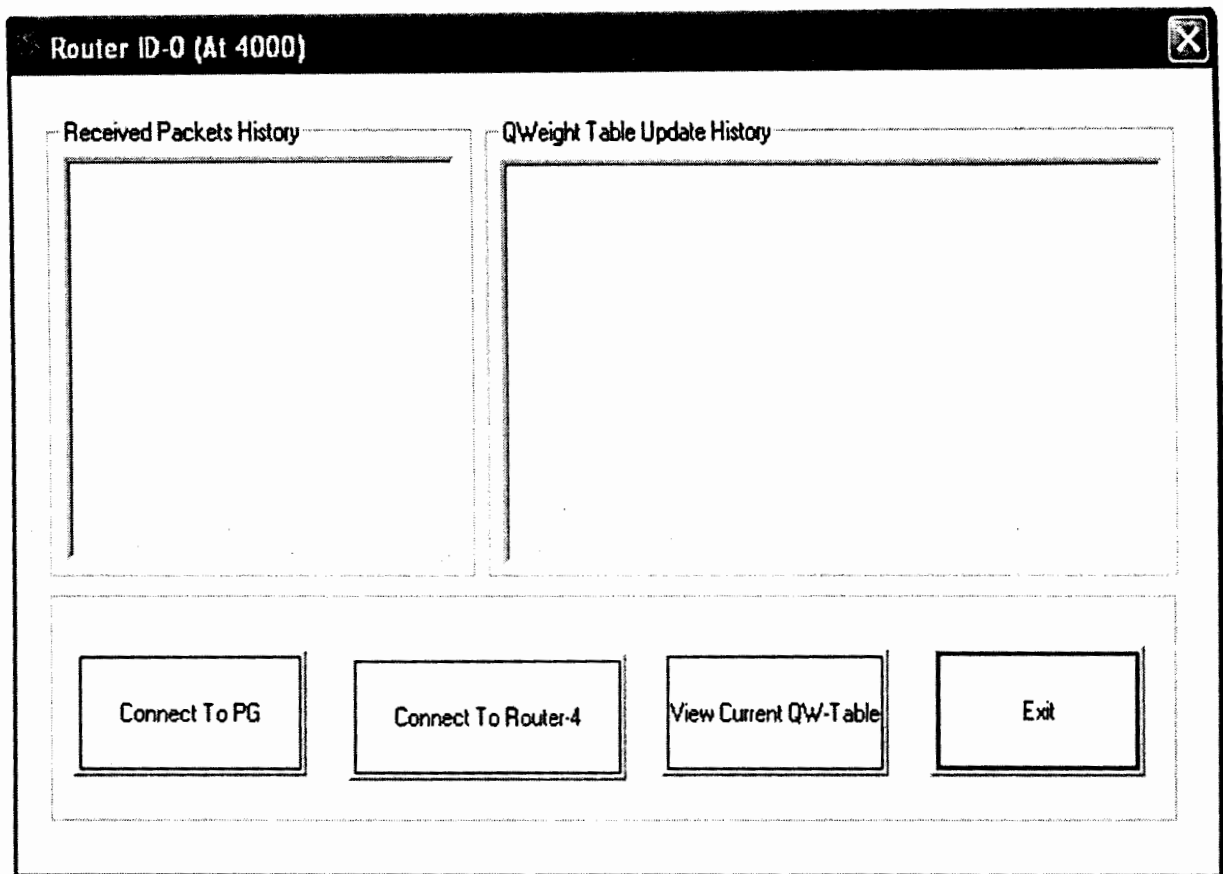 Router ID-0 (At 4000)
Received Packets History
QWeight Table Update History
Connect To PG
Connect To Router-4
View Current QW-Table
Exit